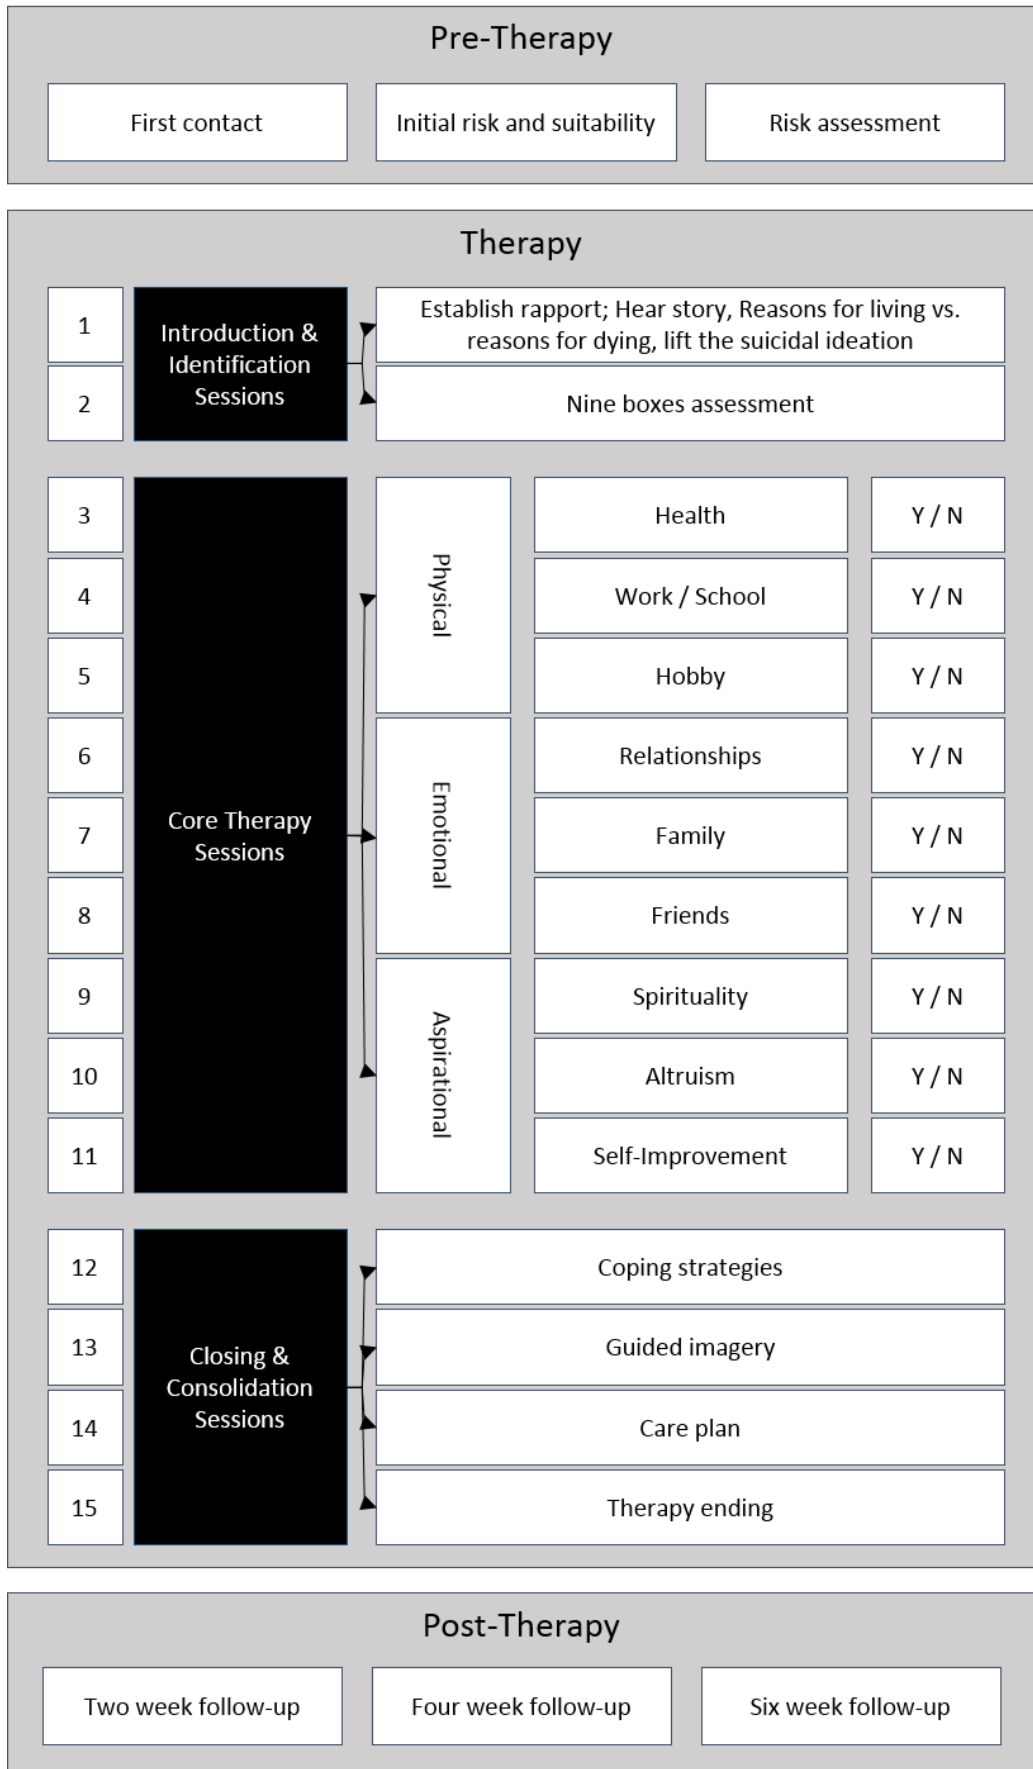 Pre-Therapy
First contact
Initial risk and suitability
Risk assessment
Therapy
1
Introduction &
Identification
Sessions
Establish rapport; Hear story, Reasons for living vs.
reasons for dying, lift the suicidal ideation
2
Nine boxes assessment
Core Therapy
Sessions
Physical
3
Health
Y / N
4
Work / School
Y / N
5
Hobby
Y / N
Emotional
6
Relationships
Y / N
7
Family
Y / N
8
Friends
Y / N
Aspirational
9
Spirituality
Y / N
10
Altruism
Y / N
11
Self-Improvement
Y / N
Closing &
Consolidation
Sessions
12
Coping strategies
13
Guided imagery
14
Care plan
15
Therapy ending
Post-Therapy
Two week follow-up
Four week follow-up
Six week follow-up